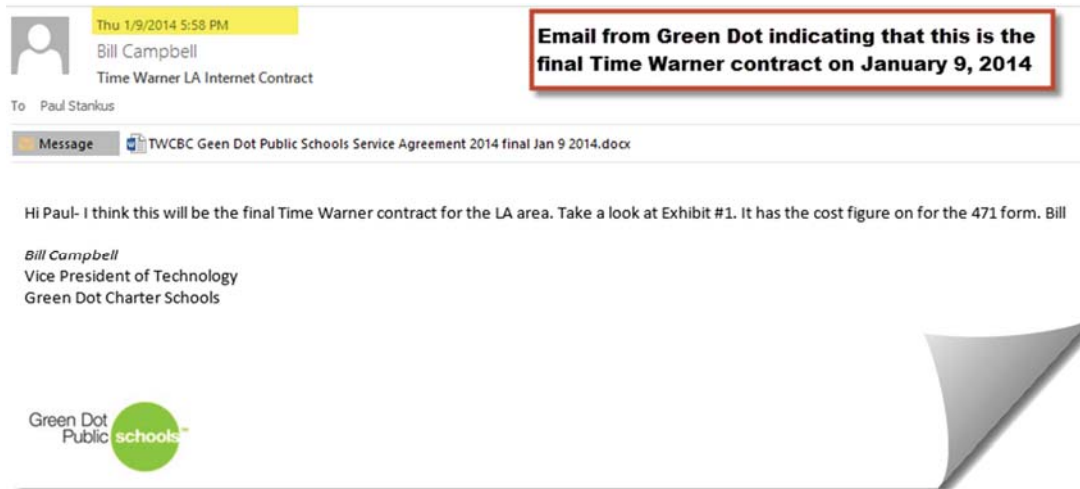 Thu 1/9/2014 5:58 PM
Bill Campbell
Time Warner LA Internet Contract
To Paul Stankus
Email from Green Dot indicating that this is the
final Time Warner contract on January 9, 2014
Message TWCBC Geen Dot Public Schools Service Agreement 2014 final Jan 9 2014.docx
Hi Paul- I think this will be the final Time Warner contract for the LA area. Take a look at Exhibit #1. It has the cost figure on for the 471 form. Bill
Bill Campbell
Vice President of Technology
Green Dot Charter Schools
Green Dot
Public schools™